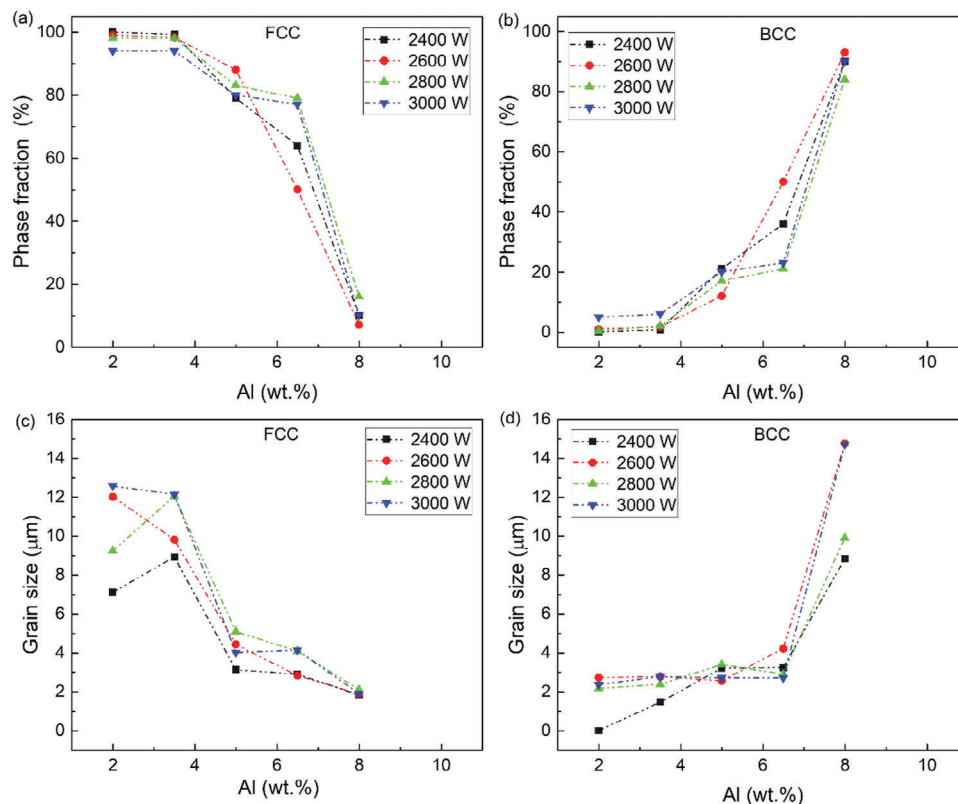 (a)
FCC
2400 W
2600 W
2800 W
3000 W
Phase fraction (%)
100
80
60
40
20
0
2 4 6 8 10
Al (wt.%)
(b)
BCC
2400 W
2600 W
2800 W
3000 W
Phase fraction (%)
100
80
60
40
20
0
2 4 6 8 10
Al (wt.%)
(c)
FCC
2400 W
2600 W
2800 W
3000 W
Grain size (μm)
16
14
12
10
8
6
4
2
0
2 4 6 8 10
Al (wt.%)
(d)
BCC
2400 W
2600 W
2800 W
3000 W
Grain size (μm)
16
14
12
10
8
6
4
2
0
2 4 6 8 10
Al (wt.%)